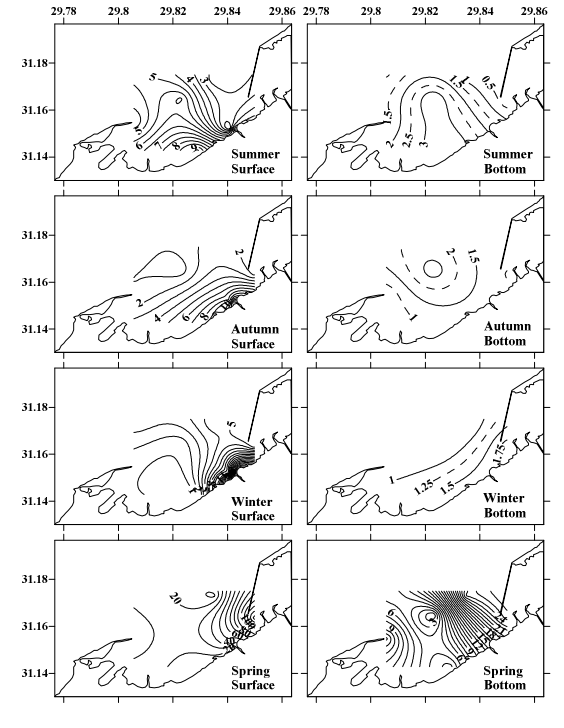 29.78 29.8 29.82 29.84 29.86 29.78 29.8 29.82 29.84 29.86
31.18
31.16
31.14
5 4 3
0
5
6 7 8 9
Summer
Surface
1.5 1 0.5
1.5
2 2.5 3
Summer
Bottom
31.18
31.16
31.14
2
2
4 6 8
Autumn
Surface
2 1.5
1
Autumn
Bottom
31.18
31.16
31.14
5
Winter
Surface
1 1.25 1.5 1.75
Winter
Bottom
31.18
31.16
31.14
20
Spring
Surface
6
Spring
Bottom